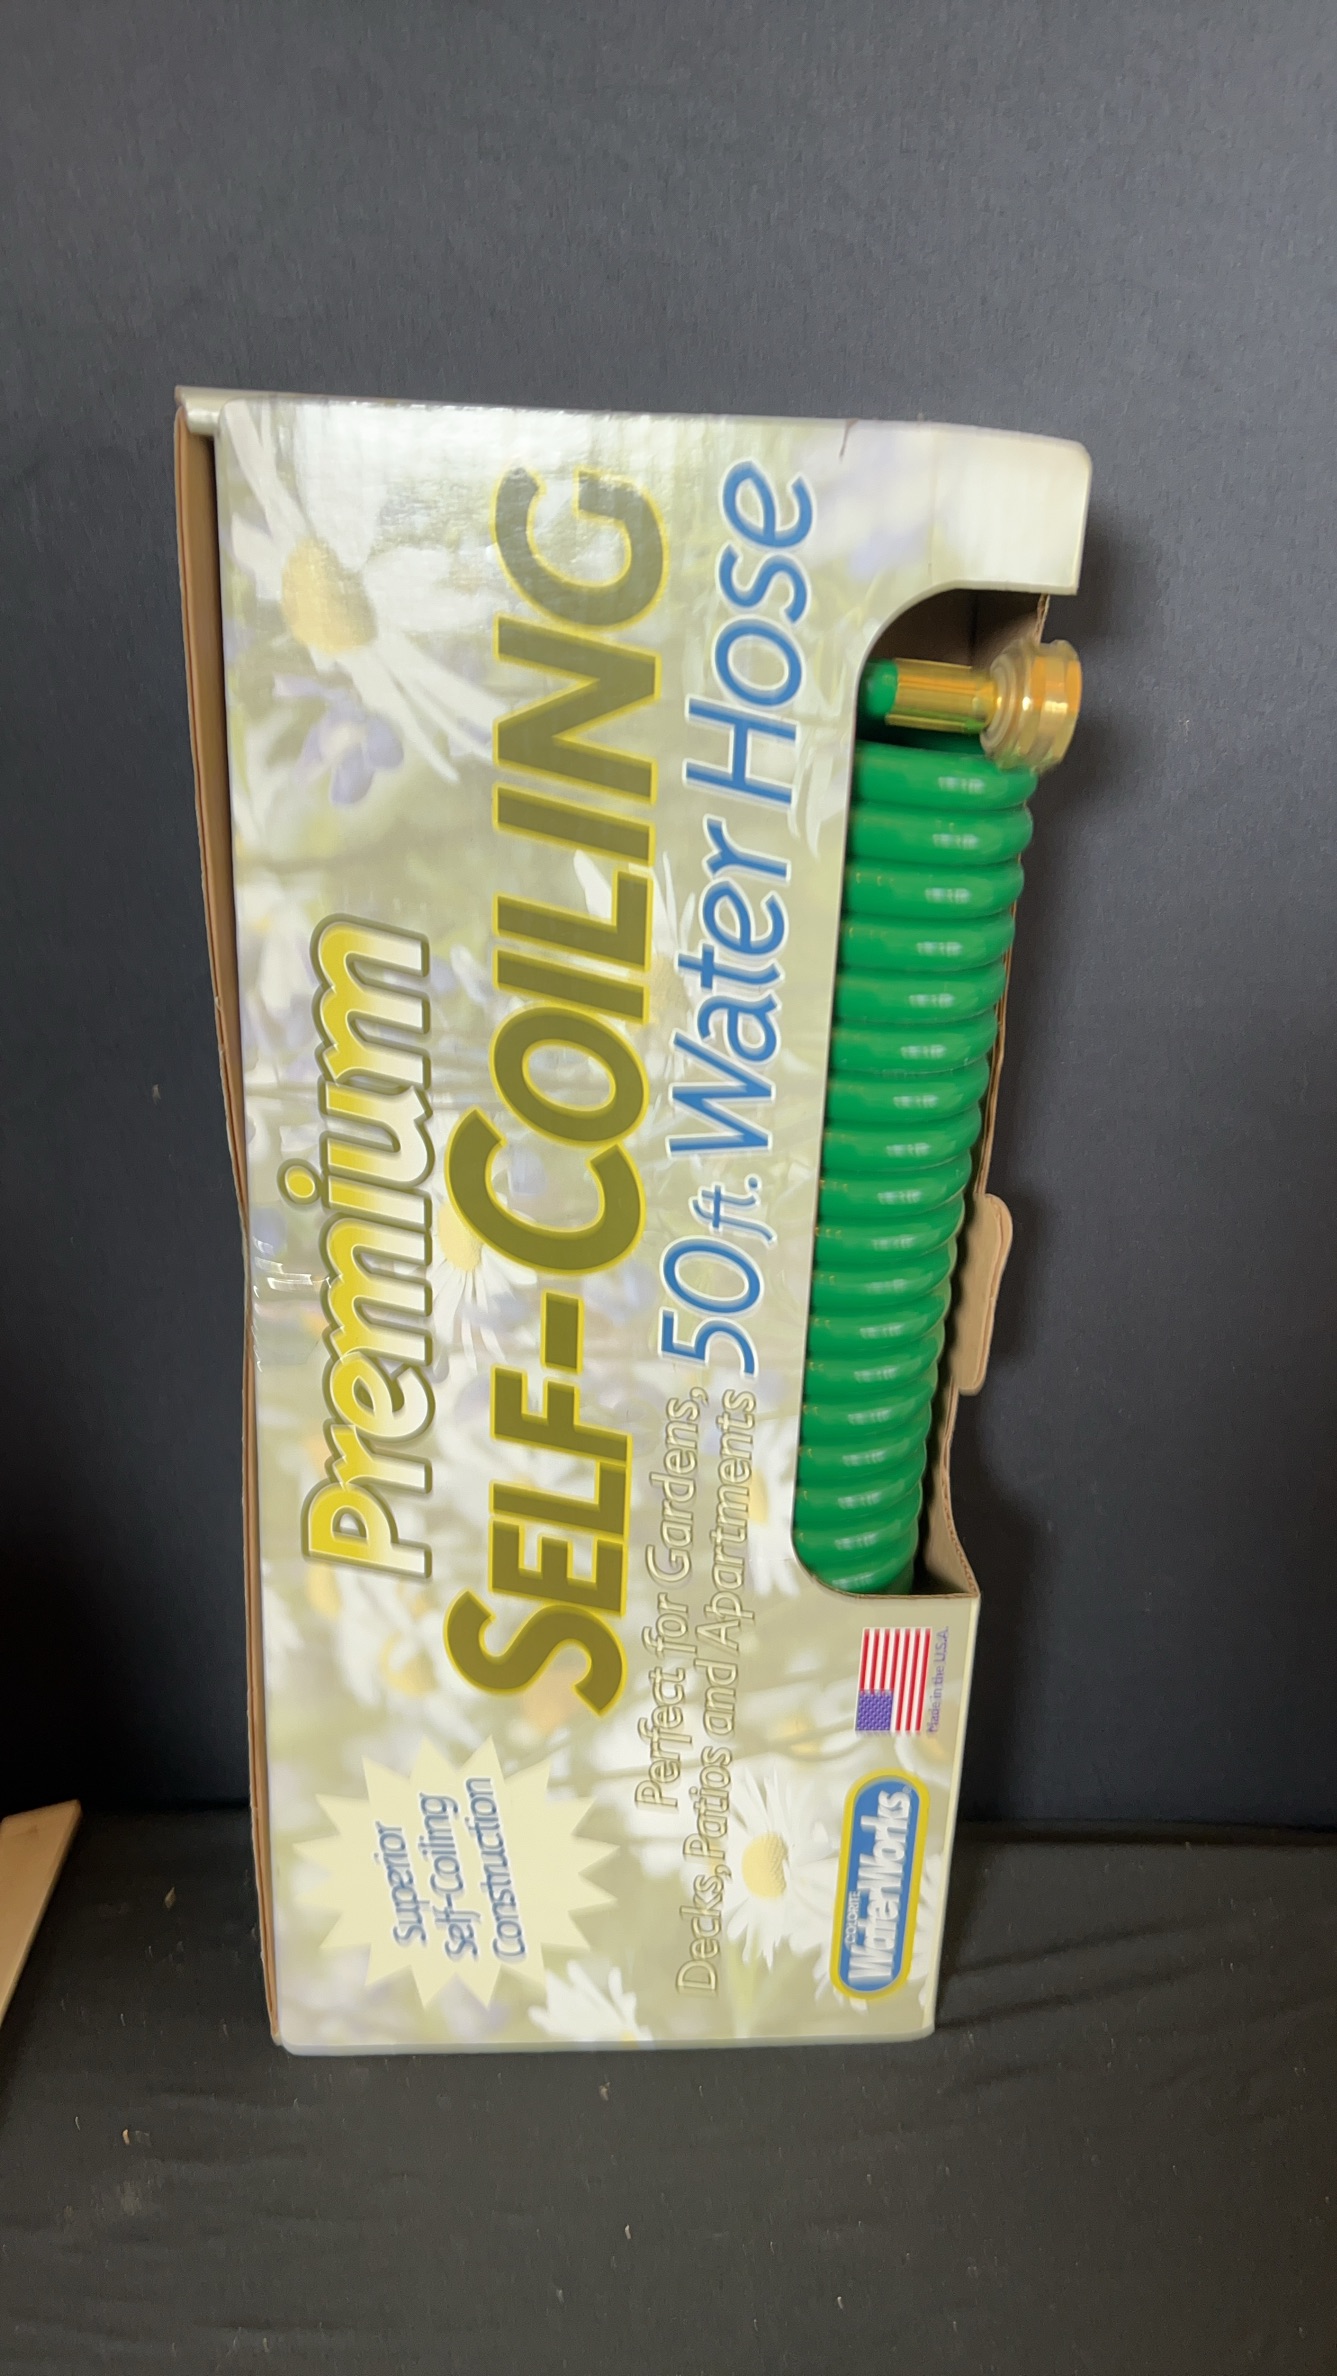 Premium
SELF-COILING
50 ft. Water Hose
Perfect for Gardens,
Decks, Patios and Apartments
Superior
Self-Coiling
Construction
COLORITE
WaterWorks®
Made in the U.S.A.